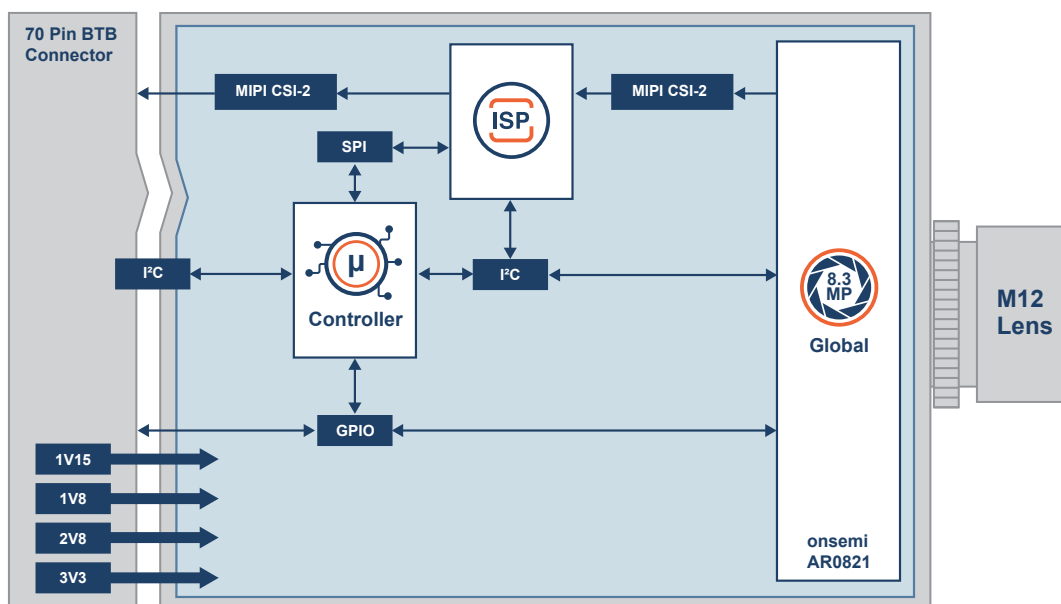 70 Pin BTB
Connector
MIPI CSI-2
ISP
MIPI CSI-2
SPI
I²C
µ
Controller
I²C
8.3
MP
Global
M12
Lens
GPIO
1V15
1V8
2V8
3V3
onsemi
AR0821